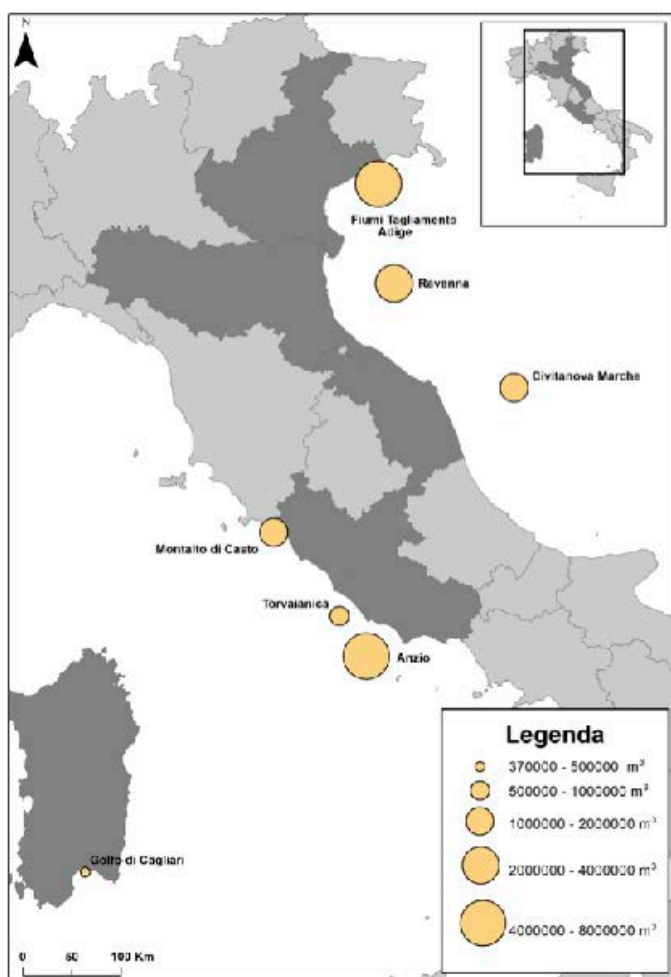 N
Fiumi Tagliamento
Adige
Ravenna
Civitanova Marche
Montalto di Casto
Torvaianica
Anzio
Golfo di Cagliari
0 50 100 Km
Legenda
370000 - 500000 m³
500000 - 1000000 m³
1000000 - 2000000 m³
2000000 - 4000000 m³
4000000 - 8000000 m³